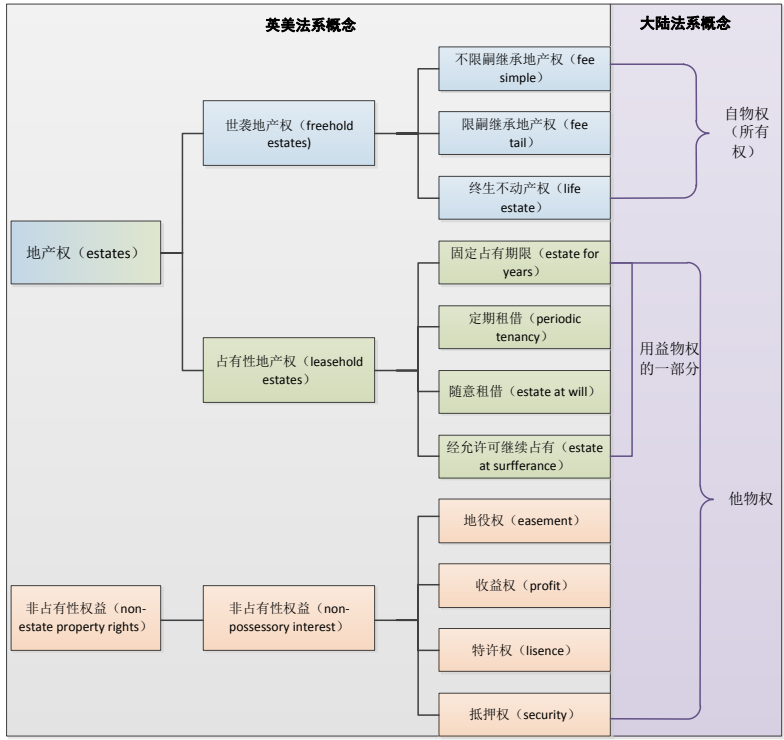 英美法系概念
大陆法系概念
不限嗣继承地产权（fee
simple）
世袭地产权（freehold
estates)
限嗣继承地产权（fee
tail）
终生不动产权（life
estate）
自物权
（所有
权）
地产权（estates）
固定占有期限（estate for
years）
定期租借（periodic
tenancy）
占有性地产权（leasehold
estates）
随意租借（estate at will）
经允许可继续占有（estate
at surfferance）
用益物权
的一部分
他物权
地役权（easement）
收益权（profit）
非占有性权益（non-
estate property rights）
非占有性权益（non-
possessory interest）
特许权（lisence）
抵押权（security）